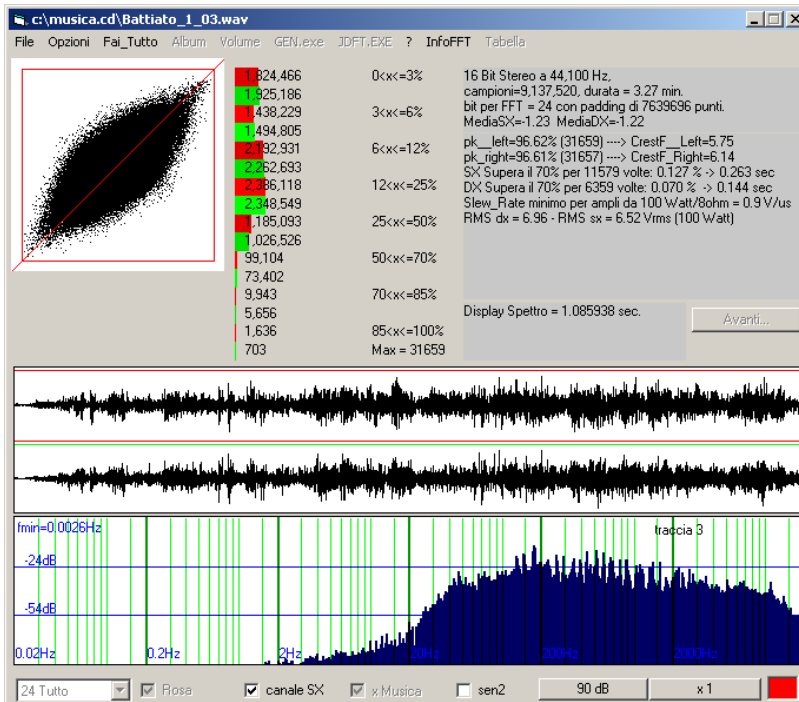 c:\musica.cd\Battiato_1_03.wav
File Opzioni Fai_Tutto Album Volume GEN.exe JDFT.EXE ? InfoFFT Tabella
1,824,466 0<x<=3%
1,925,186
1,438,229 3<x<=6%
1,494,805
2,192,931 6<x<=12%
2,262,693
2,386,118 12<x<=25%
2,348,549
1,185,093 25<x<=50%
1,026,526
99,104 50<x<=70%
73,402
9,943 70<x<=85%
5,656
1,636 85<x<=100%
703 Max = 31659
16 Bit Stereo a 44,100 Hz,
campioni=9,137,520, durata = 3.27 min.
bit per FFT = 24 con padding di 7639696 punti.
MediaSX=-1.23 MediaDX=-1.22
pk__left=96.62% (31659) ----> CrestF__Left=5.75
pk_right=96.61% (31657) ----> CrestF_Right=6.14
SX Supera il 70% per 11579 volte: 0.127 % -> 0.263 sec
DX Supera il 70% per 6359 volte: 0.070 % -> 0.144 sec
Slew_Rate minimo per ampli da 100 Watt/8ohm = 0.9 V/us
RMS dx = 6.96 - RMS sx = 6.52 Vrms (100 Watt)
Display Spettro = 1.085938 sec.
Avanti...
fmin=0.0026Hz traccia 3
-24dB
-54dB
0.02Hz 0.2Hz 2Hz 20Hz 200Hz 2000Hz
24 Tutto Rosa canale SX x Musica sen2 90 dB x 1